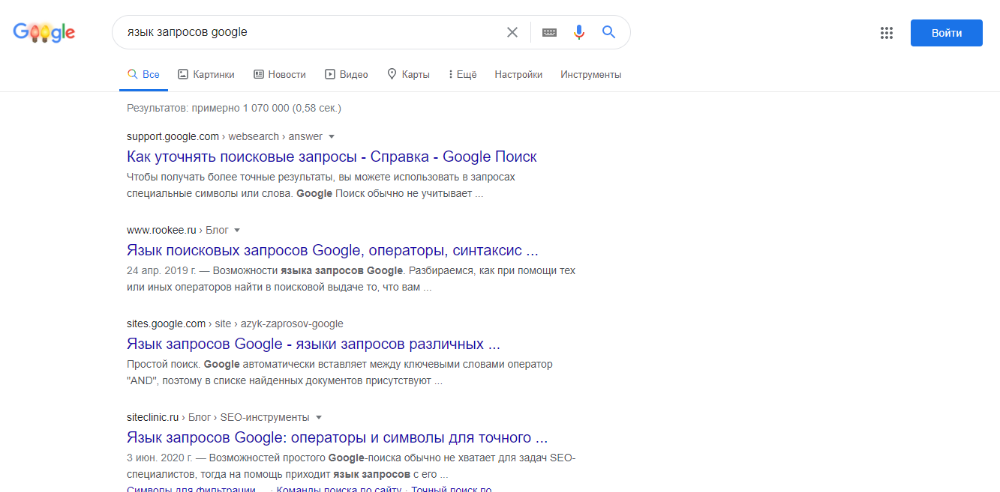 Google
язык запросов google
Войти
Все
Картинки
Новости
Видео
Карты
Ещё
Настройки
Инструменты
Результатов: примерно 1 070 000 (0,58 сек.)
support.google.com › websearch › answer
Как уточнять поисковые запросы - Справка - Google Поиск
Чтобы получать более точные результаты, вы можете использовать в запросах
специальные символы или слова. Google Поиск обычно не учитывает ...
www.rookee.ru › Блог
Язык поисковых запросов Google, операторы, синтаксис ...
24 апр. 2019 г. — Возможности языка запросов Google. Разбираемся, как при помощи тех
или иных операторов найти в поисковой выдаче то, что вам ...
sites.google.com › site › azyk-zaprosov-google
Язык запросов Google - языки запросов различных ...
Простой поиск. Google автоматически вставляет между ключевыми словами оператор
"AND", поэтому в списке найденных документов присутствуют ...
siteclinic.ru › Блог › SEO-инструменты
Язык запросов Google: операторы и символы для точного ...
3 июн. 2020 г. — Возможностей простого Google-поиска обычно не хватает для задач SEO-
специалистов, тогда на помощь приходит язык запросов с его ...
Символы для фильтрации ... · Команды поиска по сайту · Точный поиск по